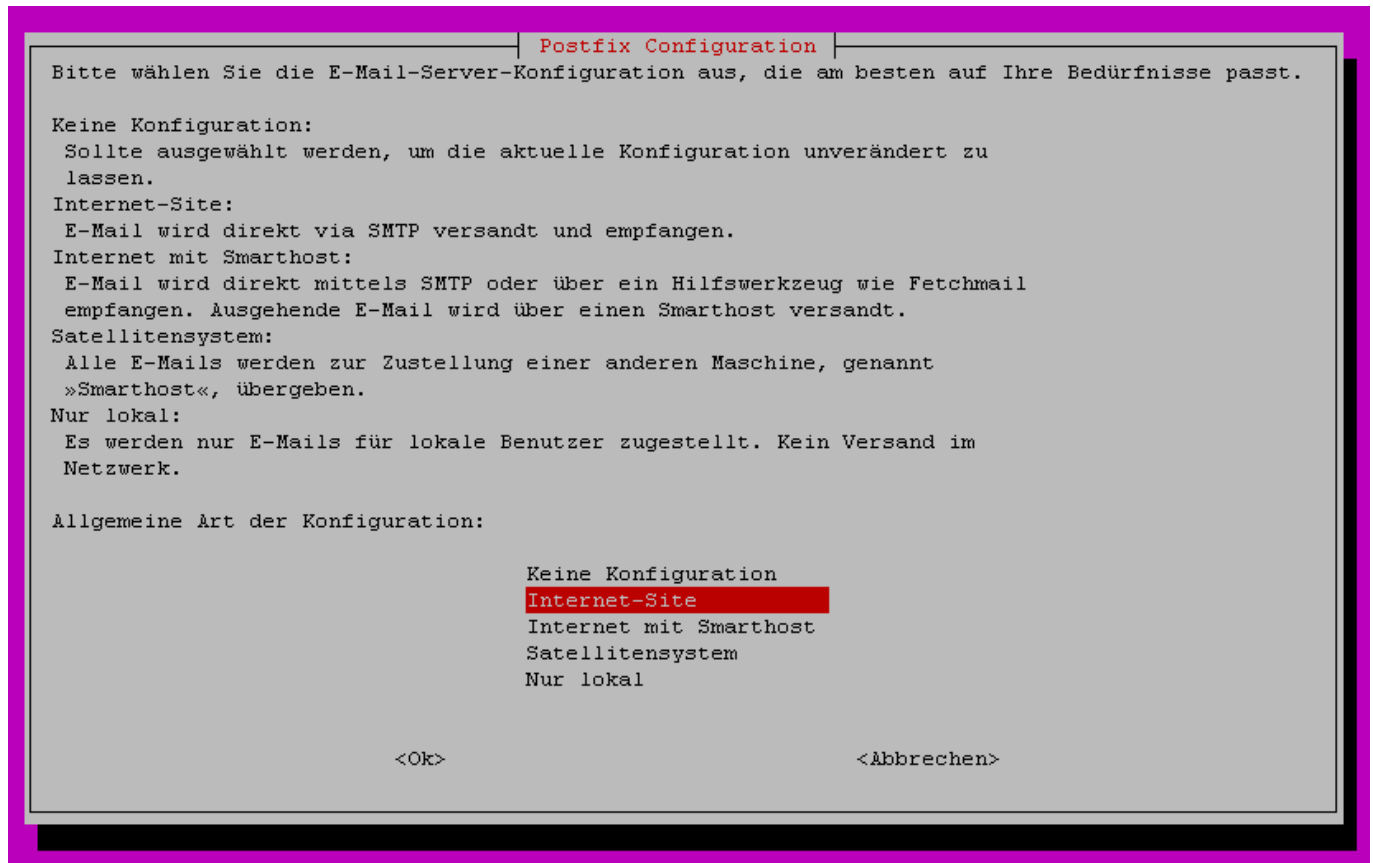 Postfix Configuration
Bitte wählen Sie die E-Mail-Server-Konfiguration aus, die am besten auf Ihre Bedürfnisse passt.
Keine Konfiguration:
Sollte ausgewählt werden, um die aktuelle Konfiguration unverändert zu
lassen.
Internet-Site:
E-Mail wird direkt via SMTP versandt und empfangen.
Internet mit Smarthost:
E-Mail wird direkt mittels SMTP oder über ein Hilfswerkzeug wie Fetchmail
empfangen. Ausgehende E-Mail wird über einen Smarthost versandt.
Satellitensystem:
Alle E-Mails werden zur Zustellung einer anderen Maschine, genannt
»Smarthost«, übergeben.
Nur lokal:
Es werden nur E-Mails für lokale Benutzer zugestellt. Kein Versand im
Netzwerk.
Allgemeine Art der Konfiguration:
Keine Konfiguration
Internet-Site
Internet mit Smarthost
Satellitensystem
Nur lokal
<Ok> <Abbrechen>